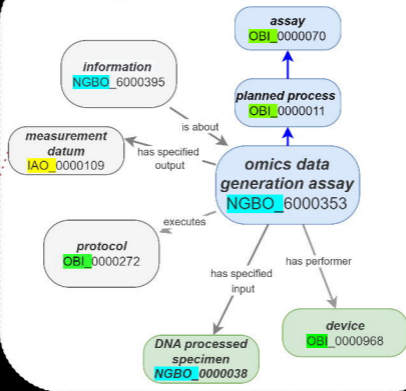 assay
OBI_0000070
information
NGBO_6000395
planned process
OBI_0000011
is about
measurement
datum
IAO_0000109
has specified
output
omics data
generation assay
NGBO_6000353
executes
protocol
OBI_0000272
has specified
input
has performer
DNA processed
specimen
NGBO_0000038
device
OBI_0000968